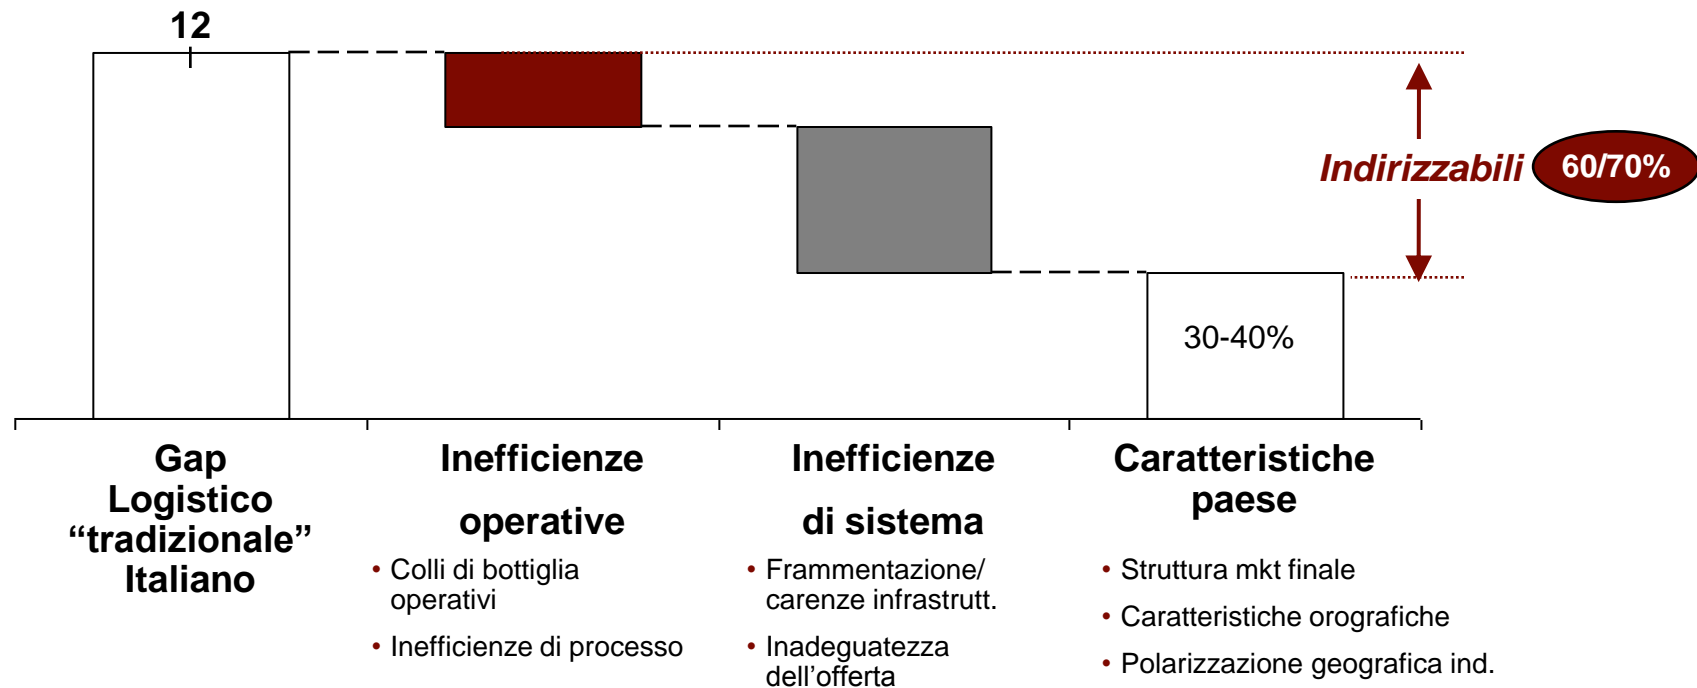 12
Indirizzabili
60/70%
30-40%
Gap
Logistico
“tradizionale”
Italiano
Inefficienze
operative
• Colli di bottiglia
operativi
• Inefficienze di processo
Inefficienze
di sistema
• Frammentazione/
carenze infrastrutt.
• Inadeguatezza
dell’offerta
Caratteristiche
paese
• Struttura mkt finale
• Caratteristiche orografiche
• Polarizzazione geografica ind.